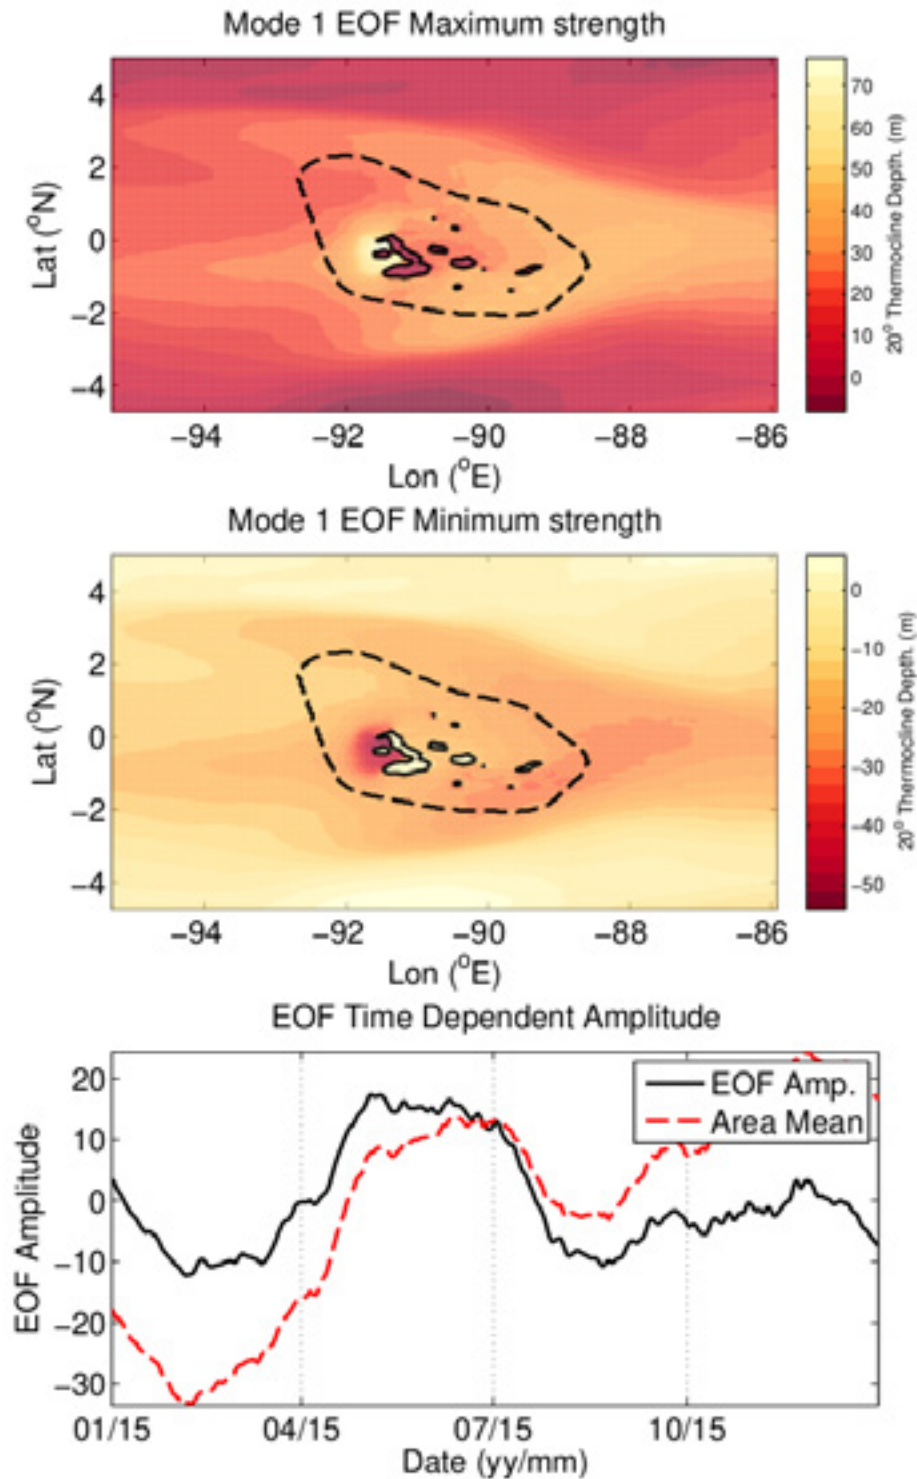 Mode 1 EOF Maximum strength
4
2
0
−2
−4
Lat (°N)
−94 −92 −90 −88 −86
Lon (°E)
70
60
50
40
30
20
10
0
20° Thermocline Depth. (m)
Mode 1 EOF Minimum strength
4
2
0
−2
−4
Lat (°N)
−94 −92 −90 −88 −86
Lon (°E)
0
−10
−20
−30
−40
−50
20° Thermocline Depth. (m)
EOF Time Dependent Amplitude
20
10
0
−10
−20
−30
EOF Amplitude
EOF Amp.
Area Mean
01/15 04/15 07/15 10/15
Date (yy/mm)